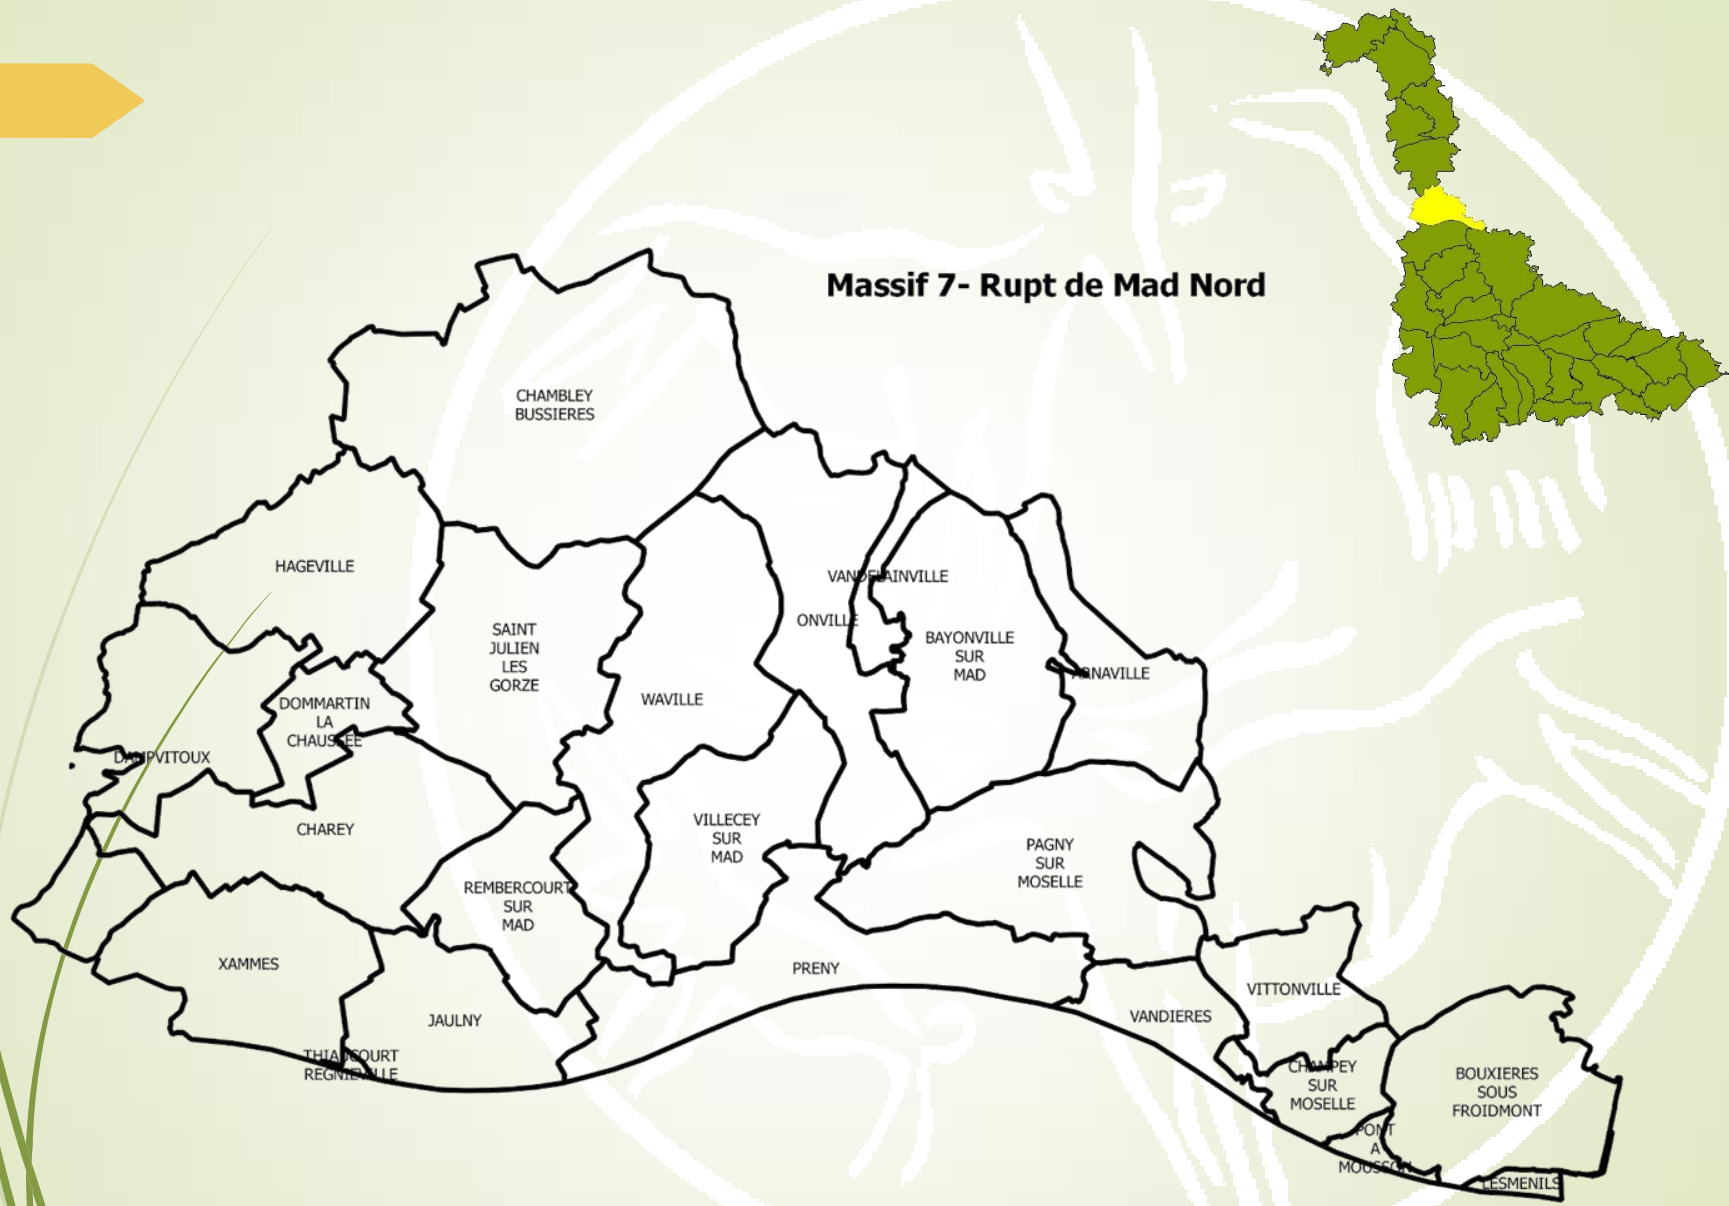 Massif 7- Rupt de Mad Nord
CHAMBLEY
BUSSIERES
HAGEVILLE
VANDELAINVILLE
ONVILLE
SAINT
JULIEN
LES
GORZE
BAYONVILLE
SUR
MAD
ARNAVILLE
WAVILLE
DOMMARTIN
LA
CHAUSSEE
DAMPVITOUX
CHAREY
VILLECEY
SUR
MAD
PAGNY
SUR
MOSELLE
REMBERCOURT
SUR
MAD
XAMMES
PRENY
VITTONVILLE
JAULNY
VANDIERES
THIAUCOURT
REGNIEVILLE
CHAMPEY
SUR
MOSELLE
BOUXIERES
SOUS
FROIDMONT
PONT
A
MOUSSON
LESMENILS